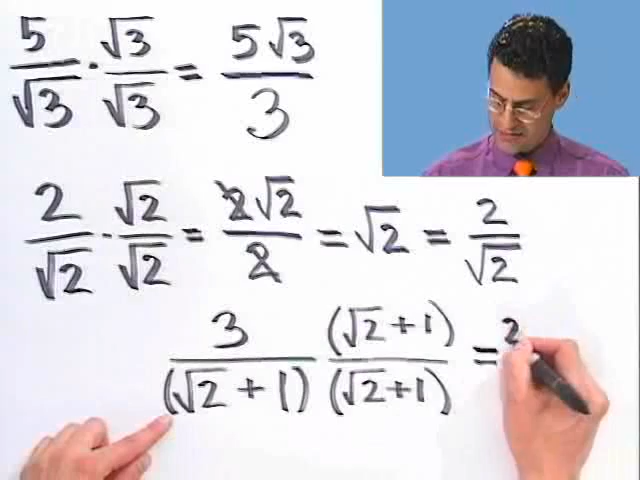 5/√3 · √3/√3 = 5√3/3
2/√2 · √2/√2 = 2√2/2 = √2 = 2/√2
3/(√2 + 1) (√2 + 1)/(√2 + 1) = 2